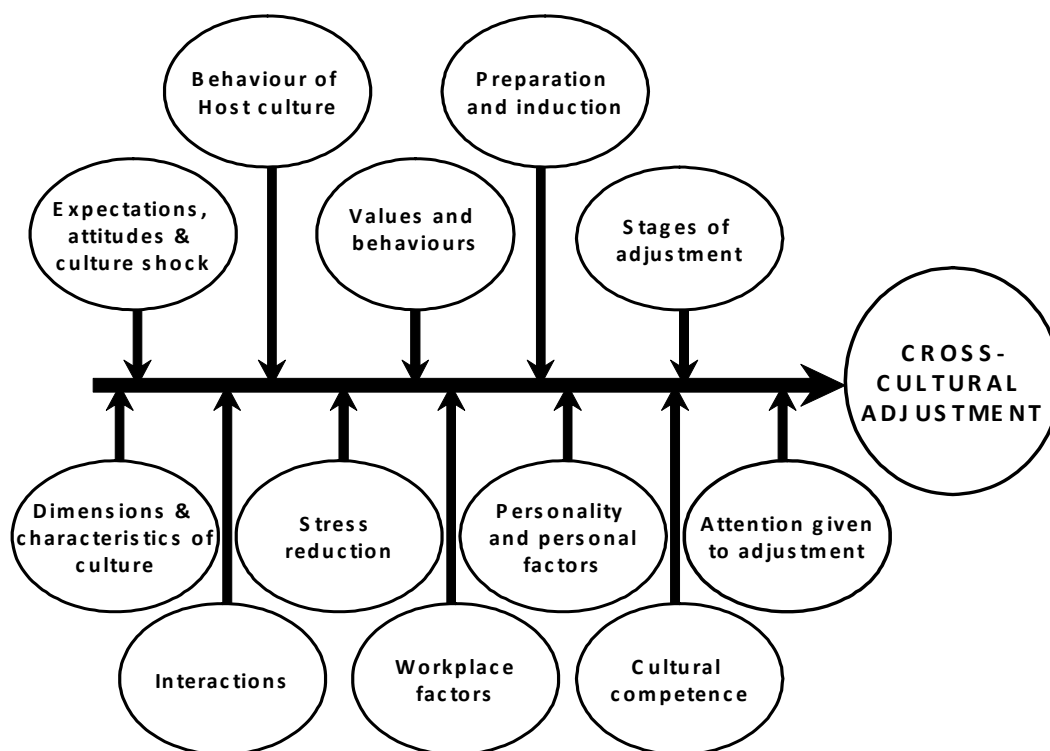 Behaviour of
Host culture
Preparation
and induction
Expectations,
attitudes &
culture shock
Values and
behaviours
Stages of
adjustment
CROSS-
CULTURAL
ADJUSTMENT
Dimensions &
characteristics of
culture
Stress
reduction
Personality
and personal
factors
Attention given
to adjustment
Interactions
Workplace
factors
Cultural
competence